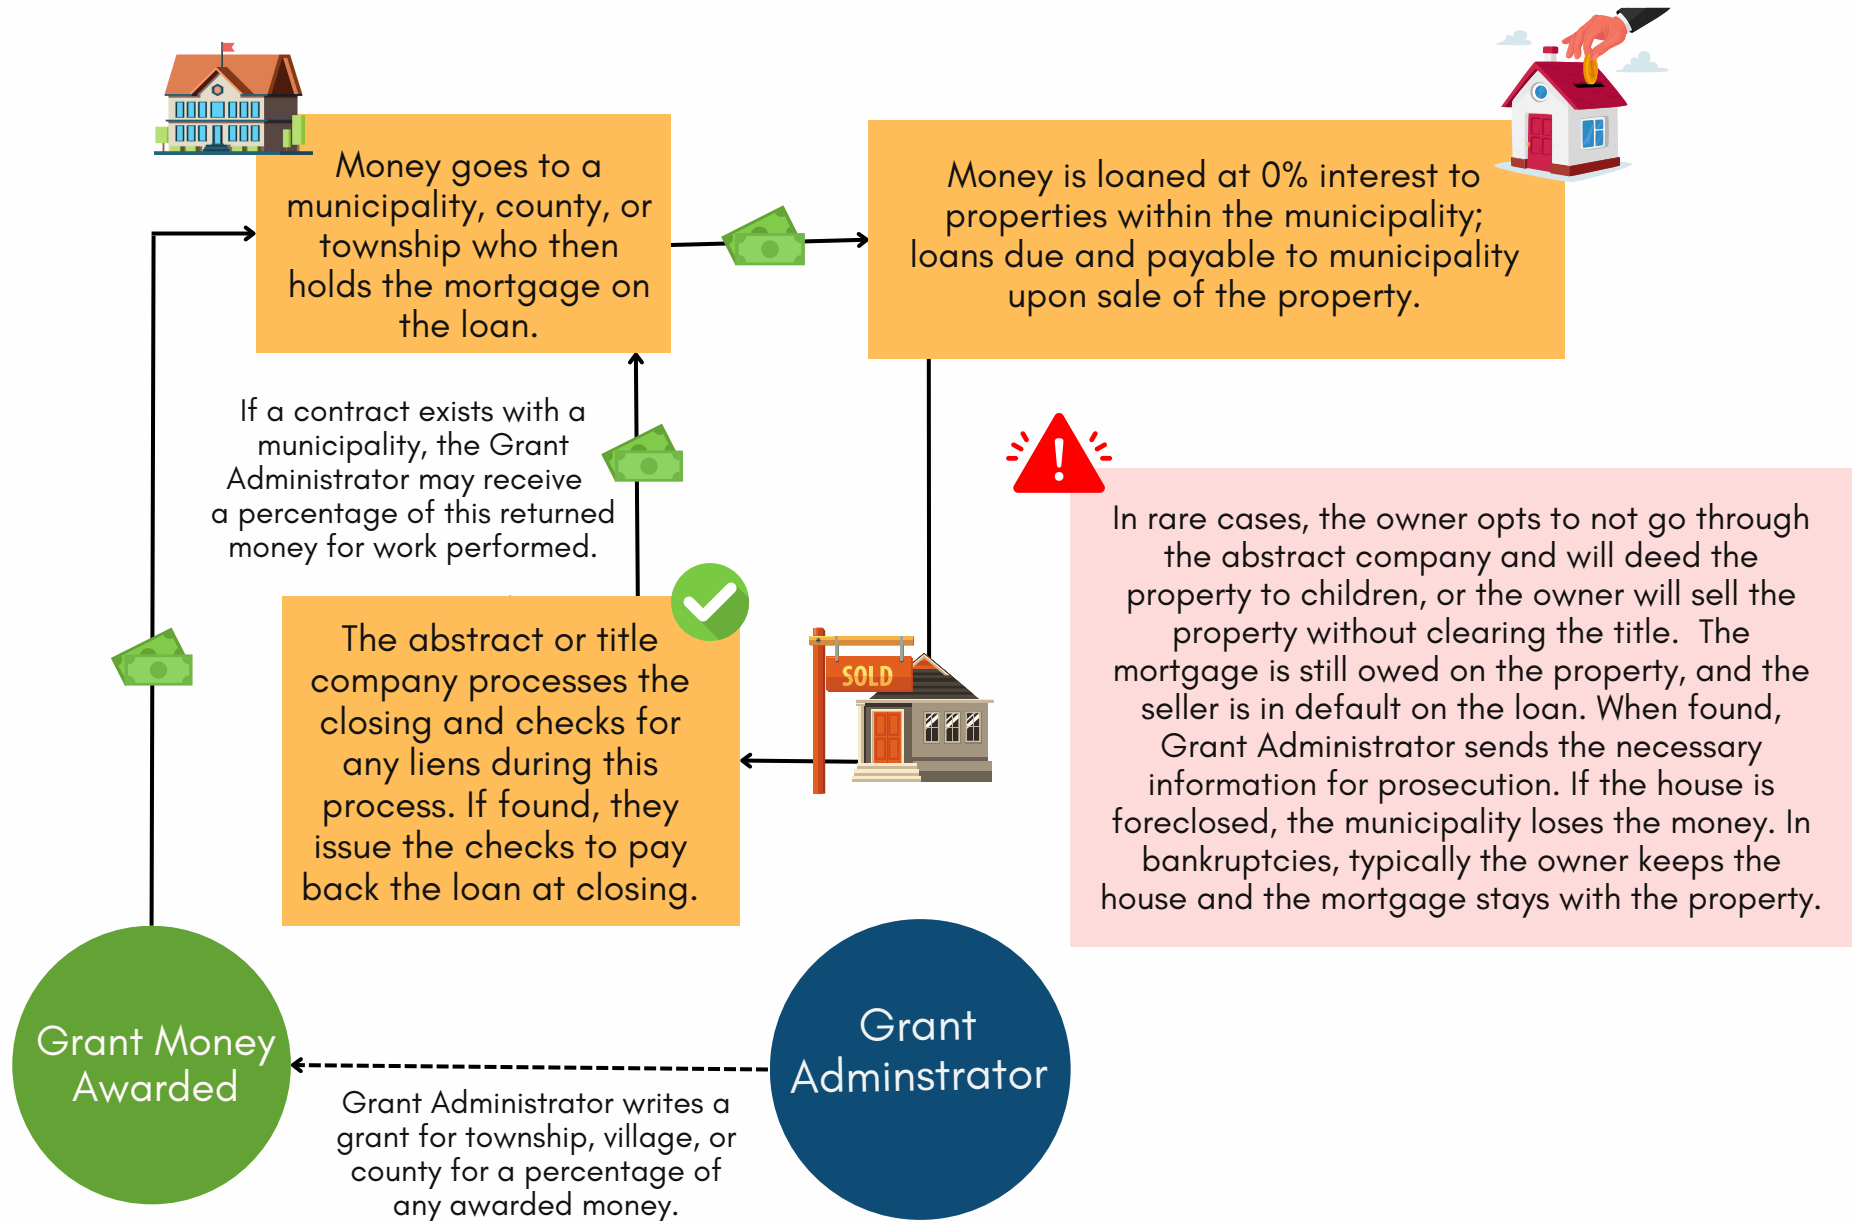 Money goes to a
municipality, county, or
township who then
holds the mortgage on
the loan.
Money is loaned at 0% interest to
properties within the municipality;
loans due and payable to municipality
upon sale of the property.
If a contract exists with a
municipality, the Grant
Administrator may receive
a percentage of this returned
money for work performed.
In rare cases, the owner opts to not go through
the abstract company and will deed the
property to children, or the owner will sell the
property without clearing the title. The
mortgage is still owed on the property, and the
seller is in default on the loan. When found,
Grant Administrator sends the necessary
information for prosecution. If the house is
foreclosed, the municipality loses the money. In
bankruptcies, typically the owner keeps the
house and the mortgage stays with the property.
The abstract or title
company processes the
closing and checks for
any liens during this
process. If found, they
issue the checks to pay
back the loan at closing.
SOLD
Grant Money
Awarded
Grant
Adminstrator
Grant Administrator writes a
grant for township, village, or
county for a percentage of
any awarded money.